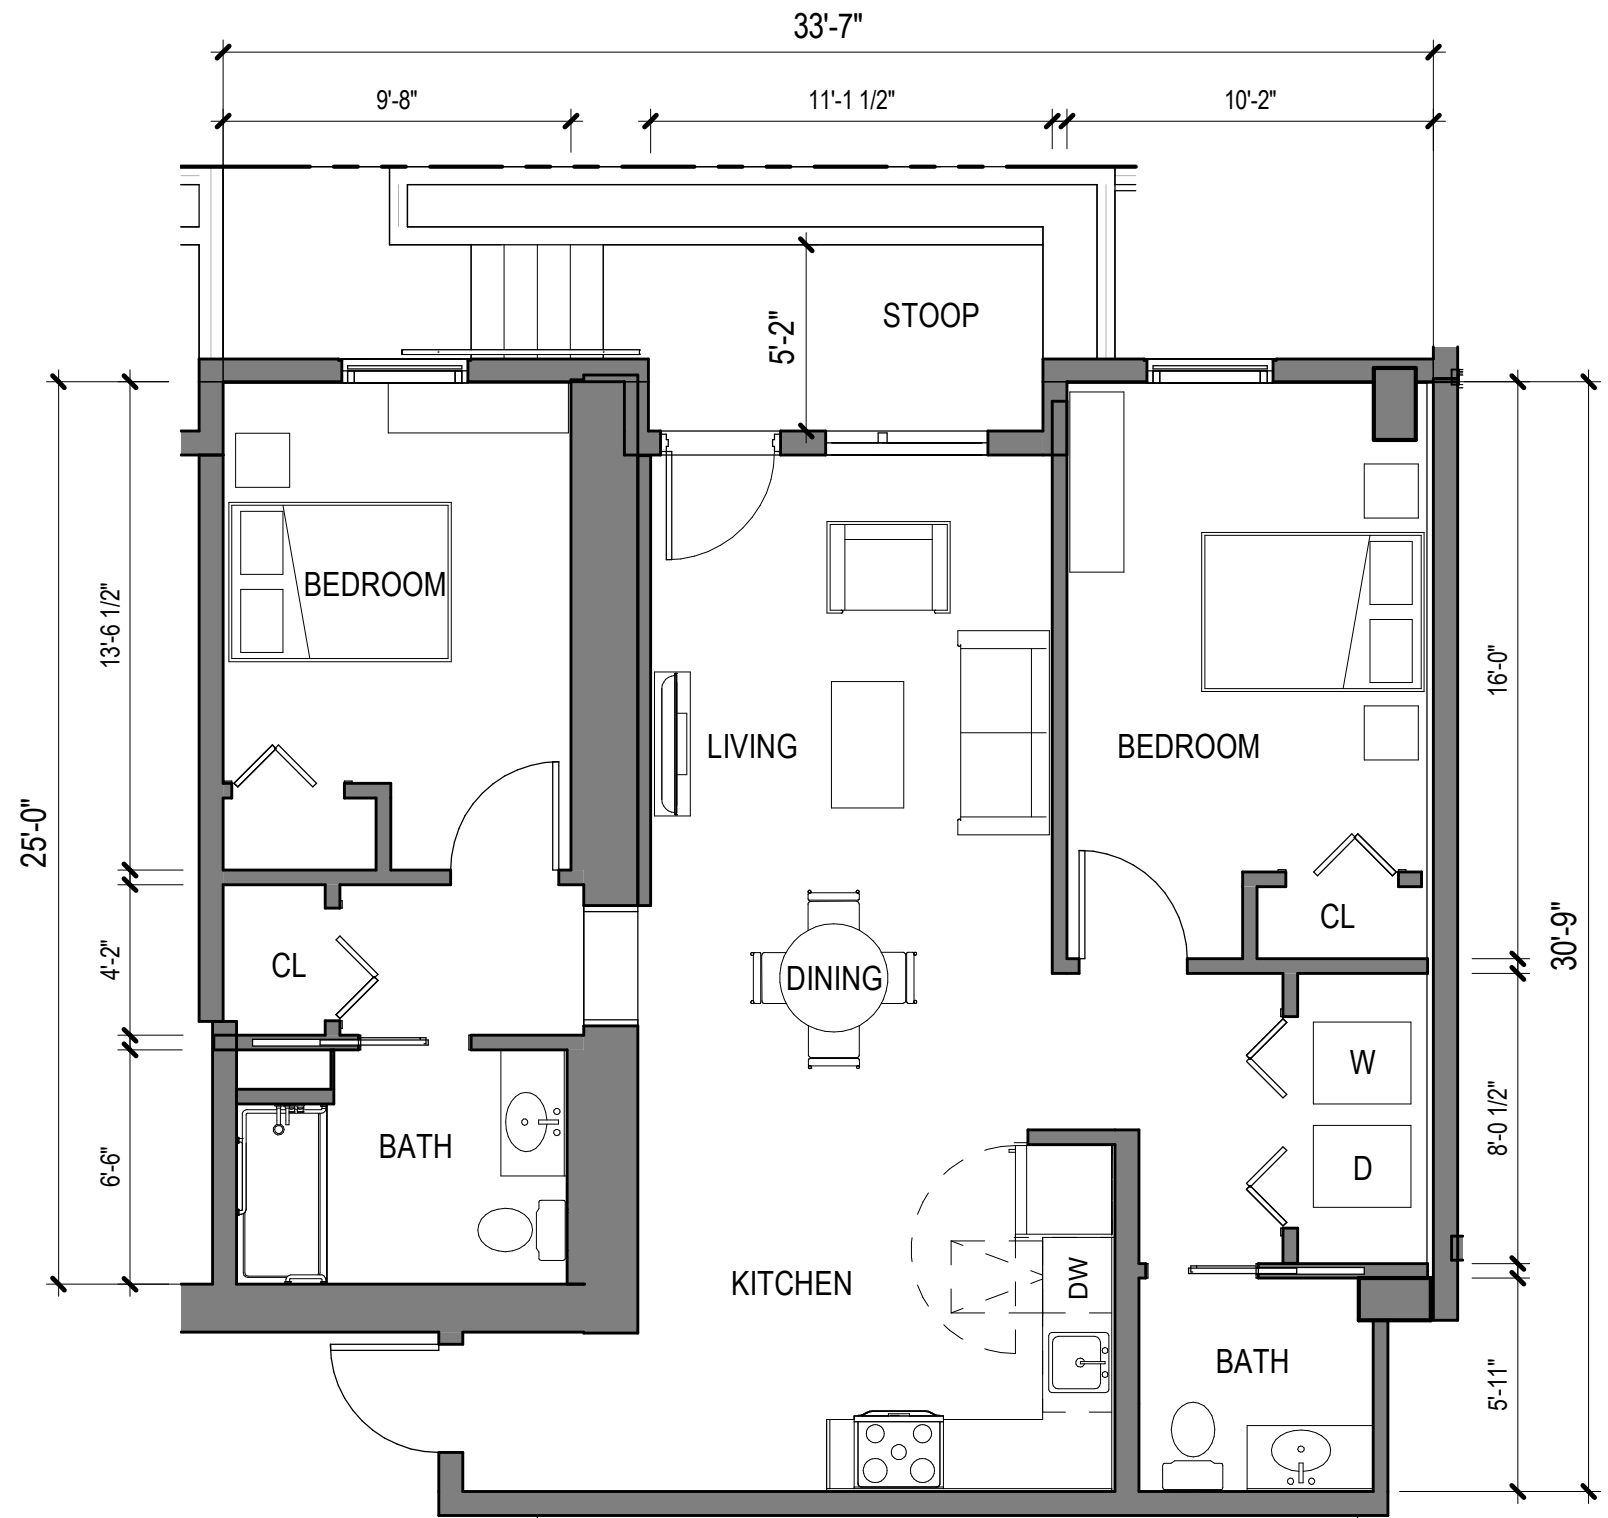 33'-7"
9'-8"
11'-1 1/2"
10'-2"
STOOP
5'-2"
BEDROOM
13'-6 1/2"
16'-0"
LIVING
BEDROOM
25'-0"
CL
30'-9"
4'-2"
CL
DINING
W
8'-0 1/2"
BATH
6'-6"
D
KITCHEN
DW
BATH
5'-11"